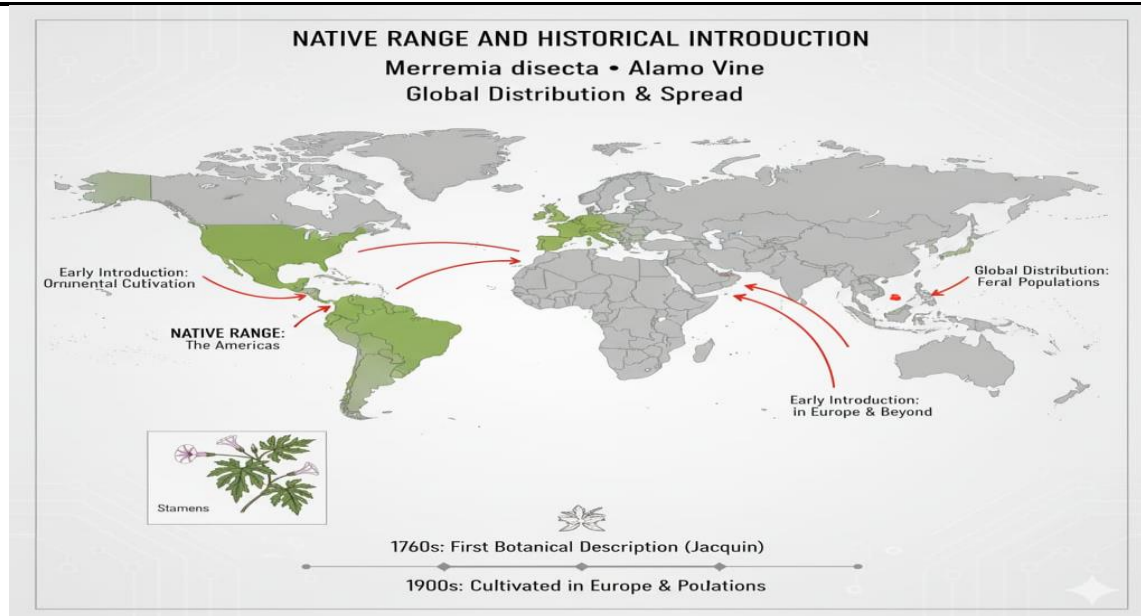 NATIVE RANGE AND HISTORICAL INTRODUCTION
Merremia disecta • Alamo Vine
Global Distribution & Spread
Early Introduction:
Ornumental Cultivation
NATIVE RANGE:
The Americas
Global Distribution:
Feral Populations
Early Introduction:
in Europe & Beyond
Stamens
1760s: First Botanical Description (Jacquin)
1900s: Cultivated in Europe & Poulations